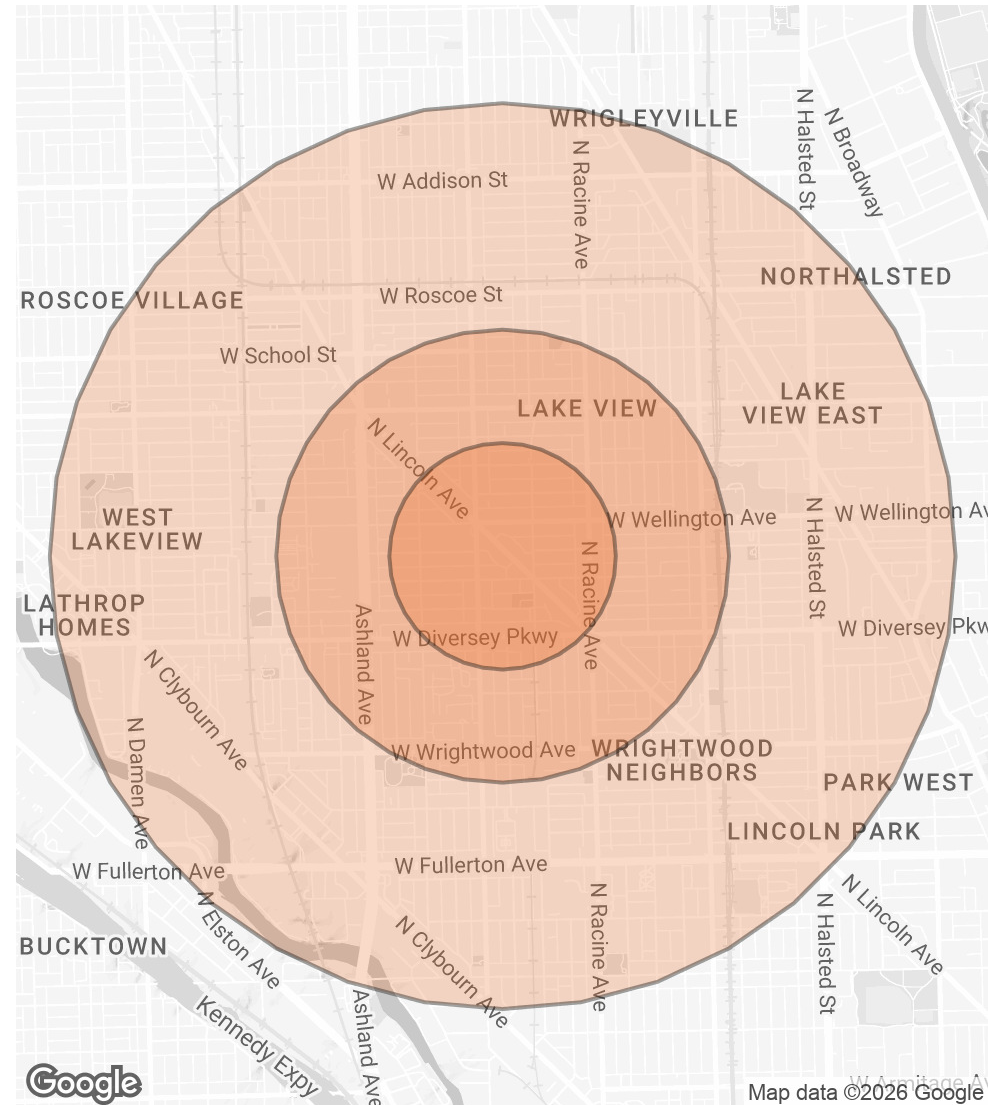 WRIGLEYVILLE
N Halsted St
N Broadway
N Racine Ave
W Addison St
NORTHALSTED
ROSCOE VILLAGE
W Roscoe St
W School St
LAKE
VIEW EAST
LAKE VIEW
N Lincoln Ave
WEST
LAKEVIEW
W Wellington Ave
W Wellington Av
N Halsted St
N Racine Ave
LATHROP
HOMES
W Diversey Pkwy
W Diversey Pkw
Ashland Ave
N Clybourn Ave
N Damen Ave
W Wrightwood Ave
WRIGHTWOOD
NEIGHBORS
PARK WEST
LINCOLN PARK
W Fullerton Ave
W Fullerton Ave
N Elston Ave
N Clybourn Ave
N Racine Ave
N Lincoln Ave
N Halsted St
BUCKTOWN
Kennedy Expy
Ashland Ave
W Armitage Av
Google
Map data ©2026 Google